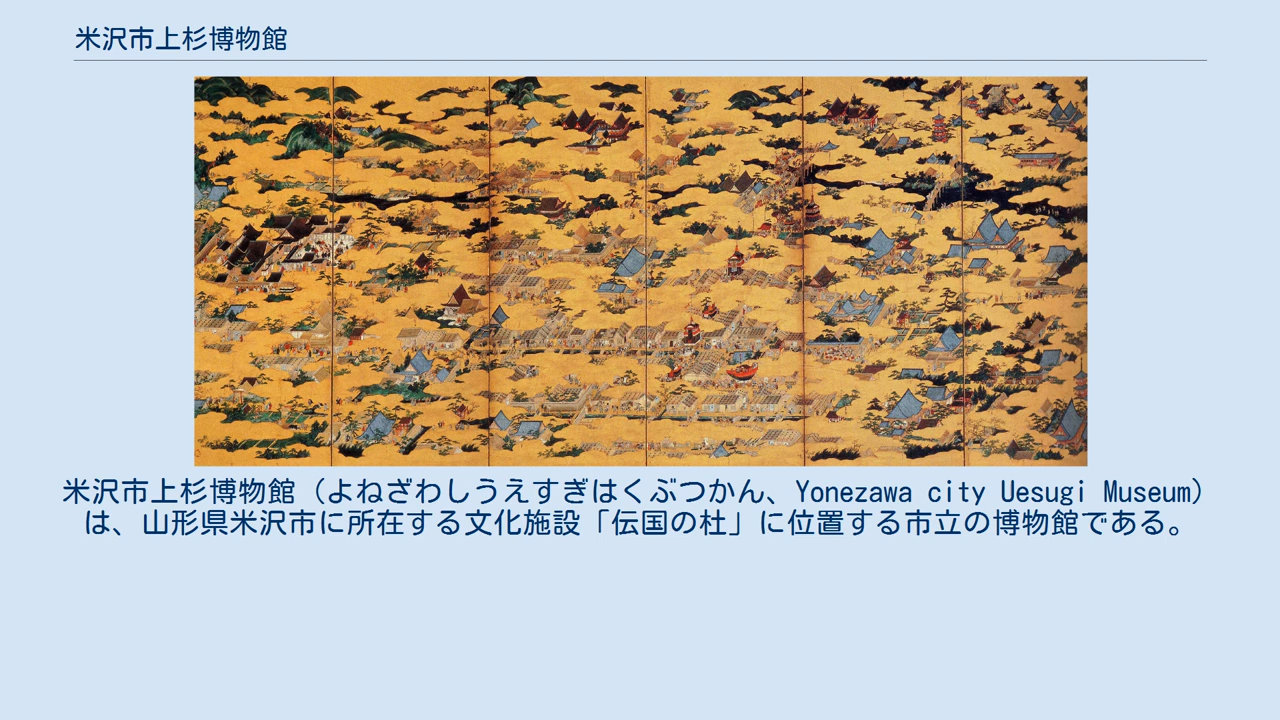 米沢市上杉博物館
米沢市上杉博物館（よねざわしうえすぎはくぶつかん、Yonezawa city Uesugi Museum）
は、山形県米沢市に所在する文化施設「伝国の杜」に位置する市立の博物館である。